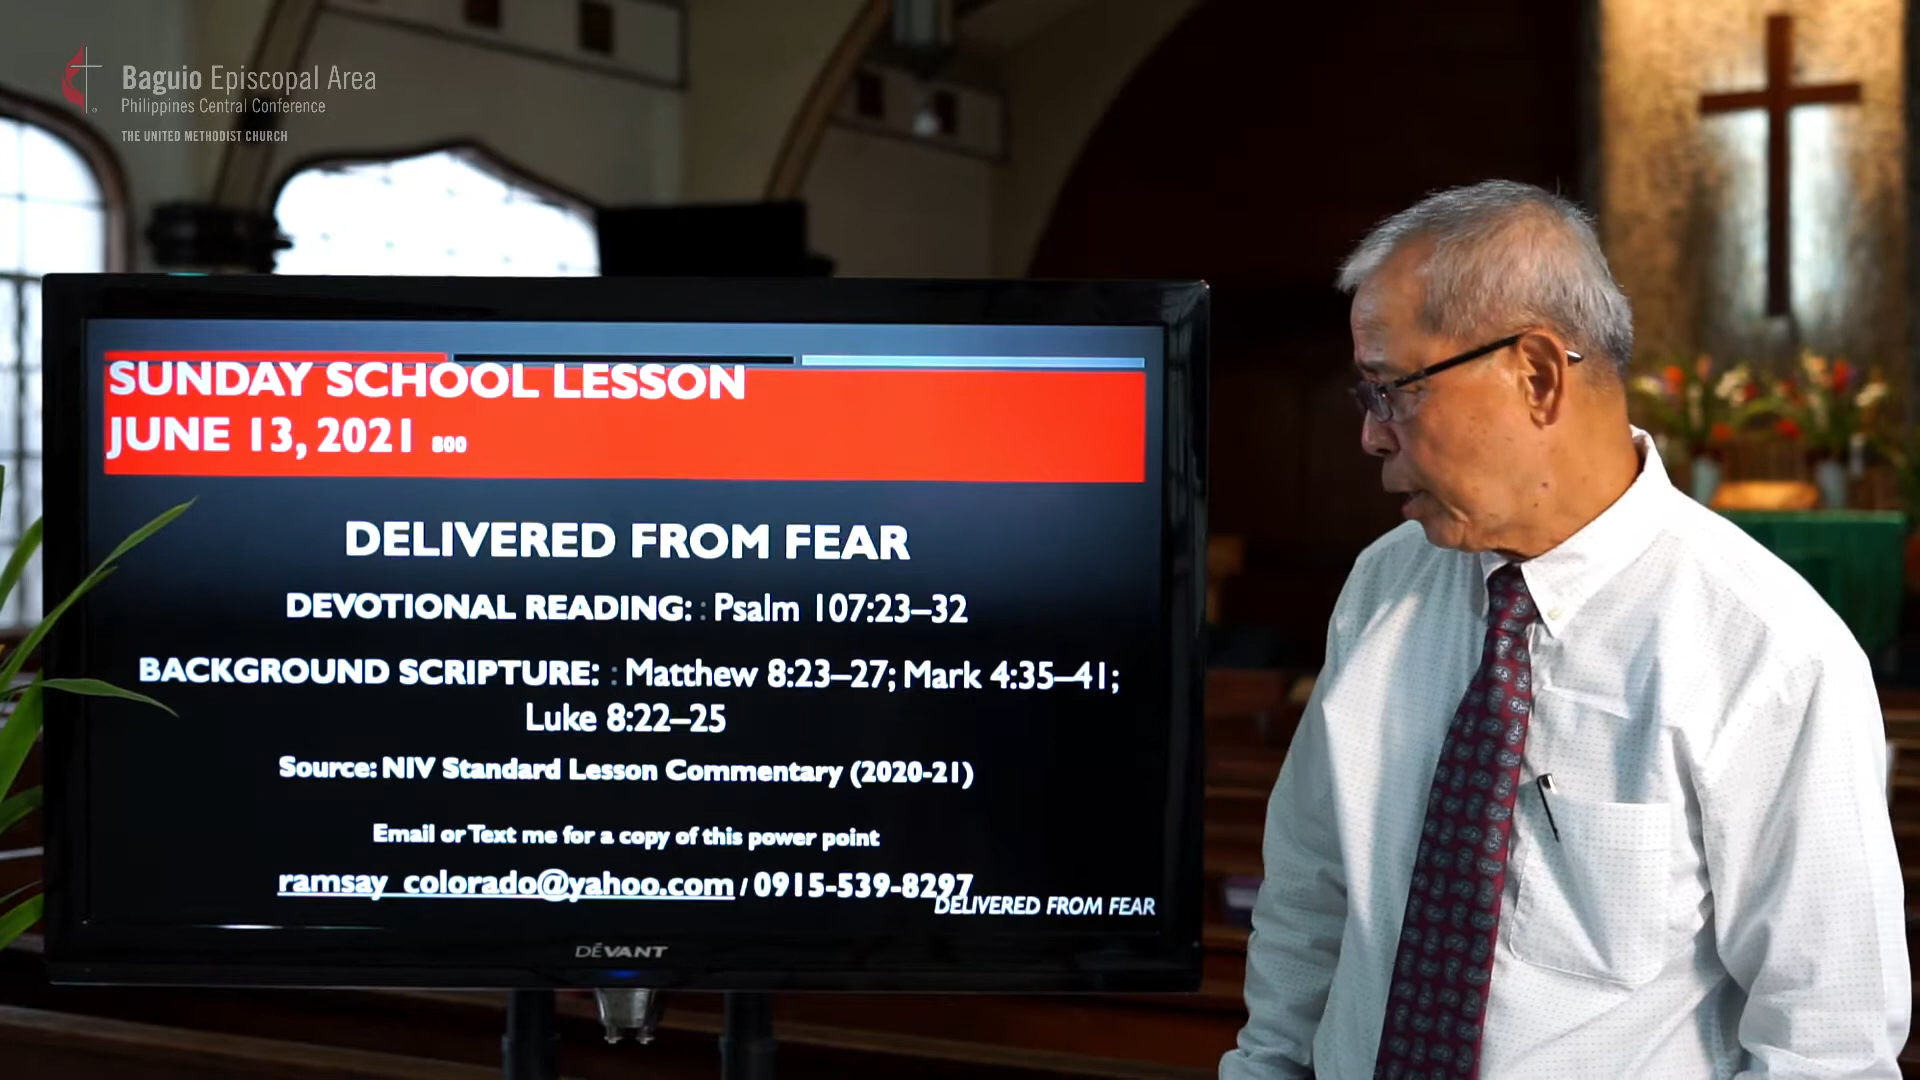 Baguio Episcopal Area
Philippines Central Conference
THE UNITED METHODIST CHURCH
SUNDAY SCHOOL LESSON
JUNE 13, 2021 800
DELIVERED FROM FEAR
DEVOTIONAL READING: : Psalm 107:23–32
BACKGROUND SCRIPTURE: : Matthew 8:23–27; Mark 4:35–41;
Luke 8:22–25
Source: NIV Standard Lesson Commentary (2020-21)
Email or Text me for a copy of this power point
ramsay_colorado@yahoo.com / 0915-539-8297
DELIVERED FROM FEAR
DĒVANT